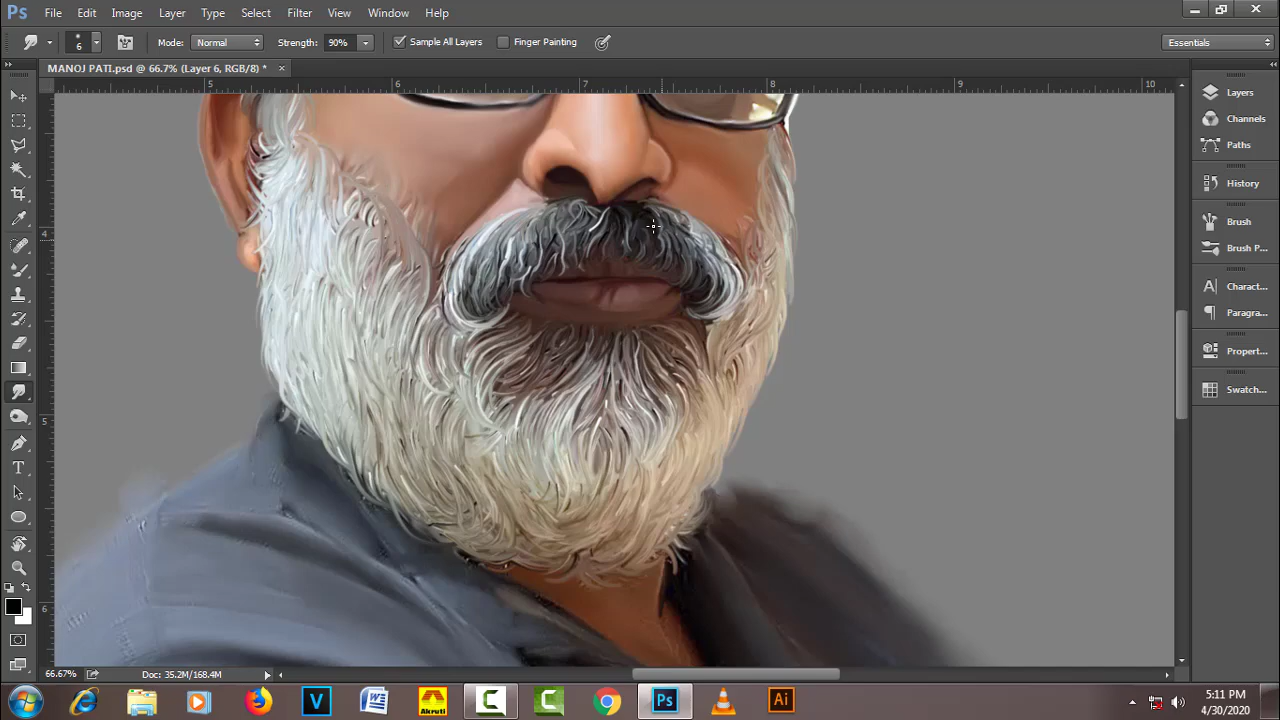 Ps File Edit Image Layer Type Select Filter View Window Help
6 Mode: Normal Strength: 90% Sample All Layers Finger Painting Essentials
MANOJ PATI.psd @ 66.7% (Layer 6, RGB/8) *
5 6 7 8 9 10
Layers
Channels
Paths
History
4
Brush
Brush P...
Charact...
Paragra...
Propert...
Swatch...
5
6
66.67% Doc: 35.2M/168.4M
5:11 PM
V W Akruti C C Ps Ai
4/30/2020